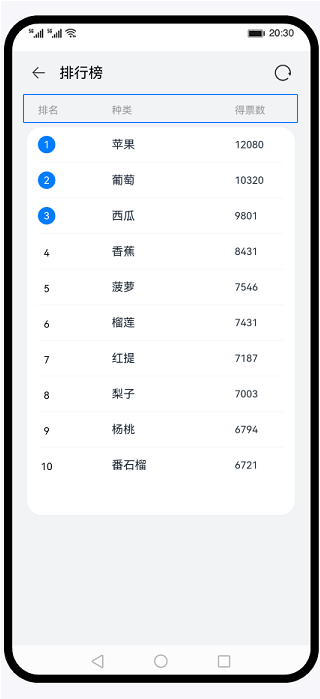 5G 5G 20:30
排行榜
排名 种类 得票数
1 苹果 12080
2 葡萄 10320
3 西瓜 9801
4 香蕉 8431
5 菠萝 7546
6 榴莲 7431
7 红提 7187
8 梨子 7003
9 杨桃 6794
10 番石榴 6721